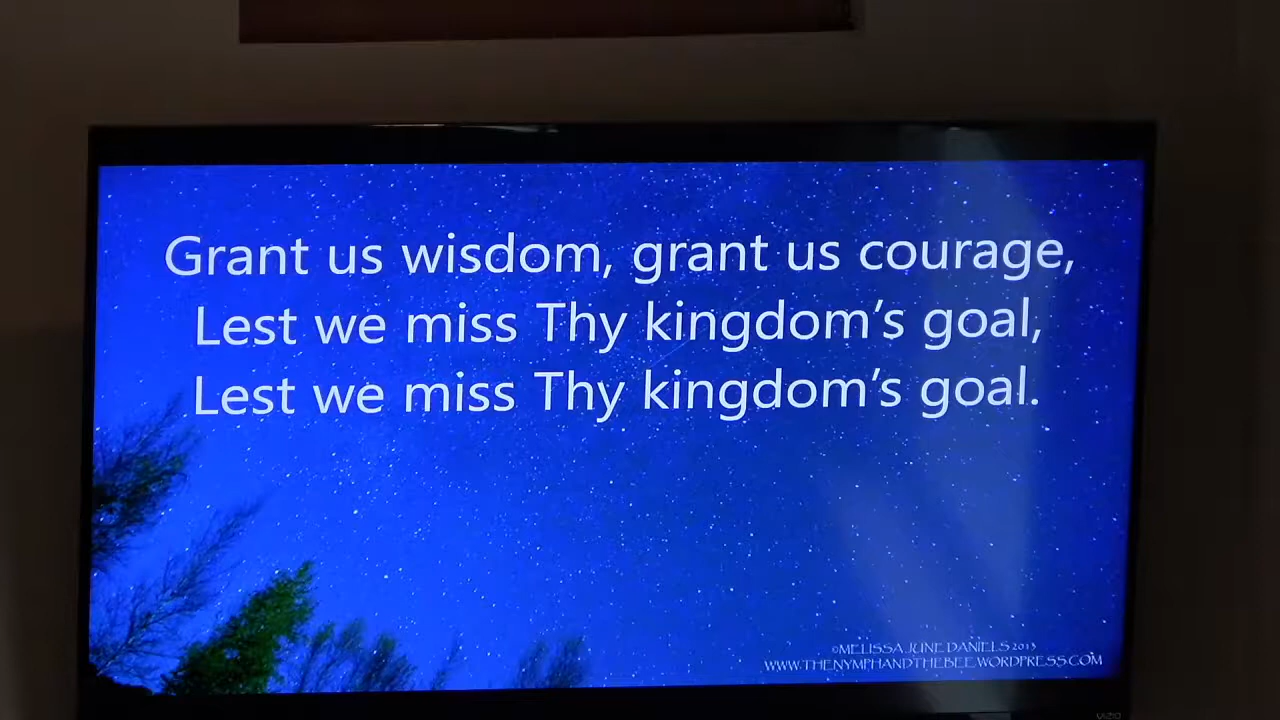 Grant us wisdom, grant us courage,
Lest we miss Thy kingdom’s goal,
Lest we miss Thy kingdom’s goal.
©MELISSA JUNE DANIELS 2013
WWW.THENYMPHANDTHEBEE.WORDPRESS.COM
VIZIO